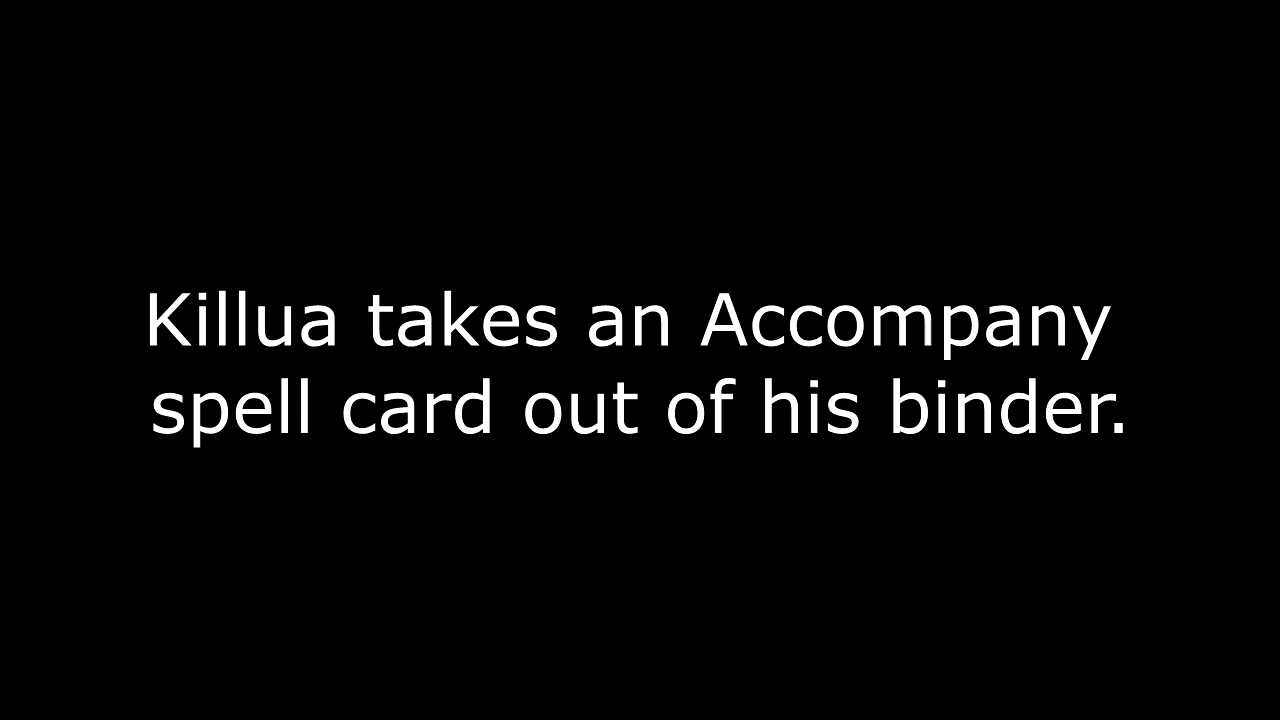 Killua takes an Accompany
spell card out of his binder.